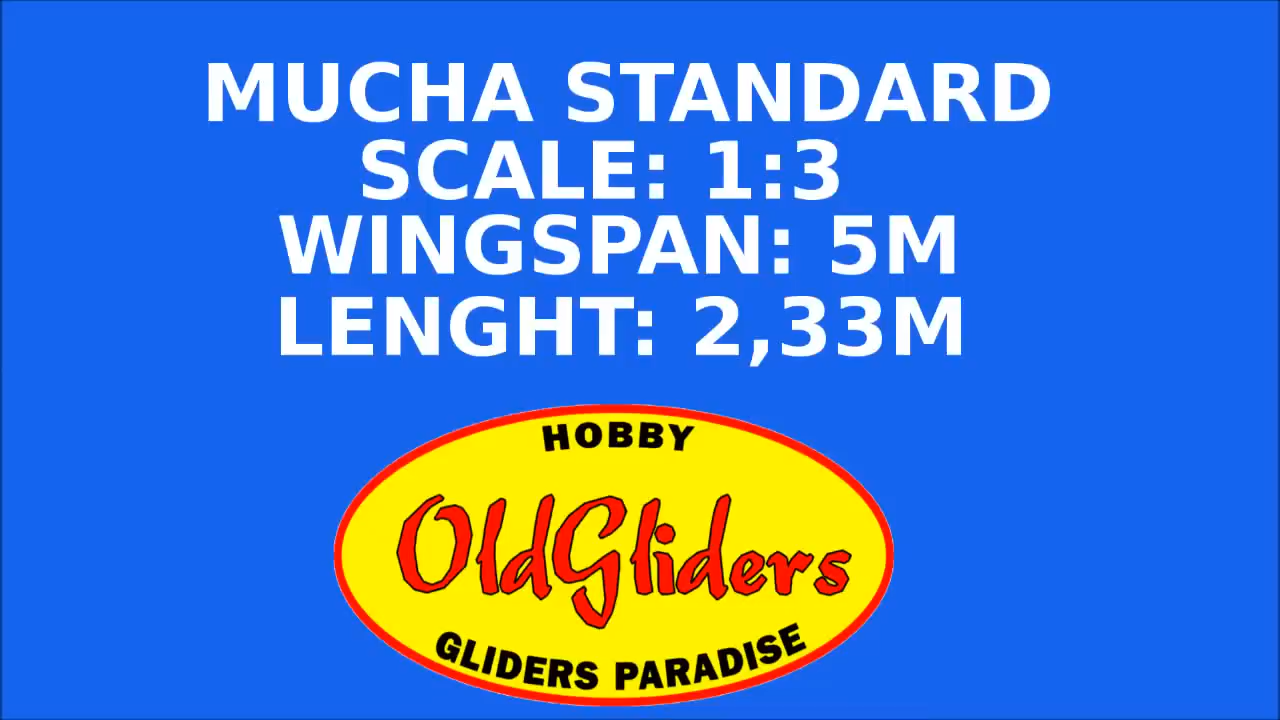 MUCHA STANDARD
SCALE: 1:3
WINGSPAN: 5M
LENGHT: 2,33M
HOBBY
OldGliders
GLIDERS PARADISE